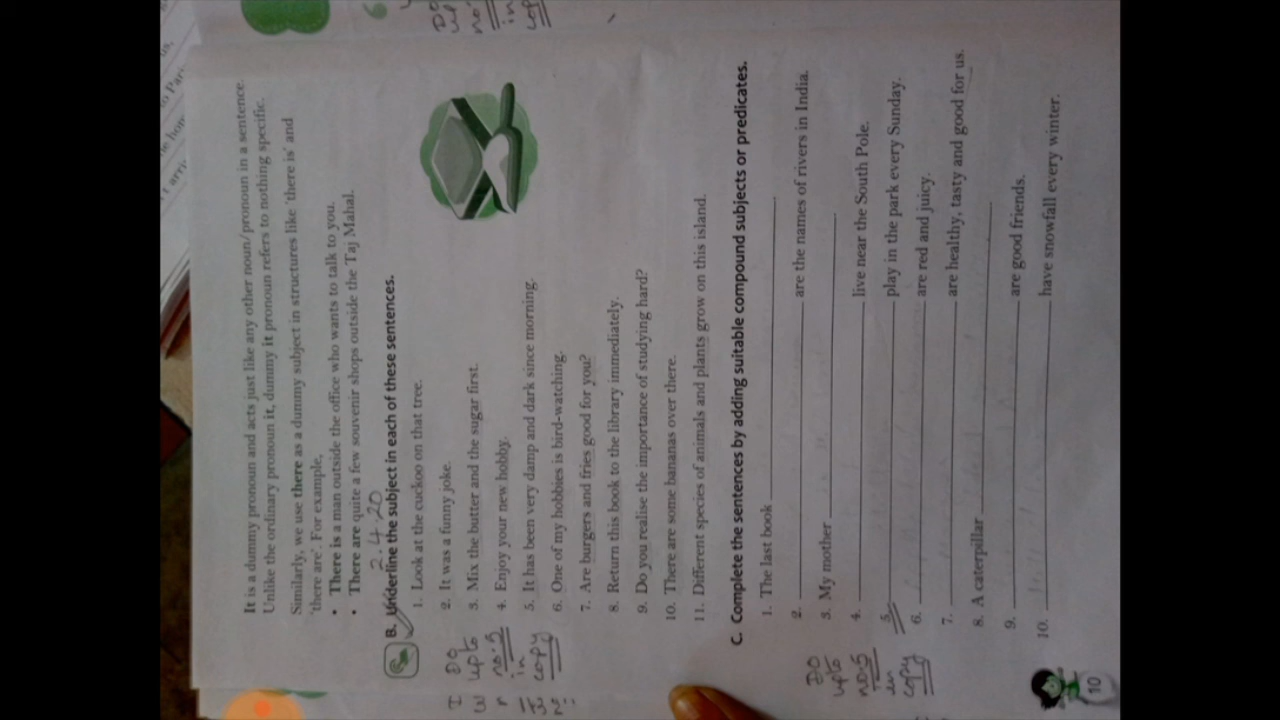 It is a dummy pronoun and acts just like any other noun/pronoun in a sentence.
Unlike the ordinary pronoun it, dummy it pronoun refers to nothing specific.
Similarly, we use there as a dummy subject in structures like 'there is' and
'there are'. For example,
• There is a man outside the office who wants to talk to you.
• There are quite a few souvenir shops outside the Taj Mahal.
2.4.20
B. Underline the subject in each of these sentences.
1. Look at the cuckoo on that tree.
2. It was a funny joke.
3. Mix the butter and the sugar first.
4. Enjoy your new hobby.
5. It has been very damp and dark since morning.
6. One of my hobbies is bird-watching.
7. Are burgers and fries good for you?
8. Return this book to the library immediately.
9. Do you realise the importance of studying hard?
10. There are some bananas over there.
11. Different species of animals and plants grow on this island.
Do
upto
no.5
in
copy
C. Complete the sentences by adding suitable compound subjects or predicates.
1. The last book
2. are the names of rivers in India.
3. My mother
4. live near the South Pole.
5. play in the park every Sunday.
6. are red and juicy.
7. are healthy, tasty and good for us.
8. A caterpillar
9. are good friends.
10. have snowfall every winter.
DO
upto
no.5
in
copy
10